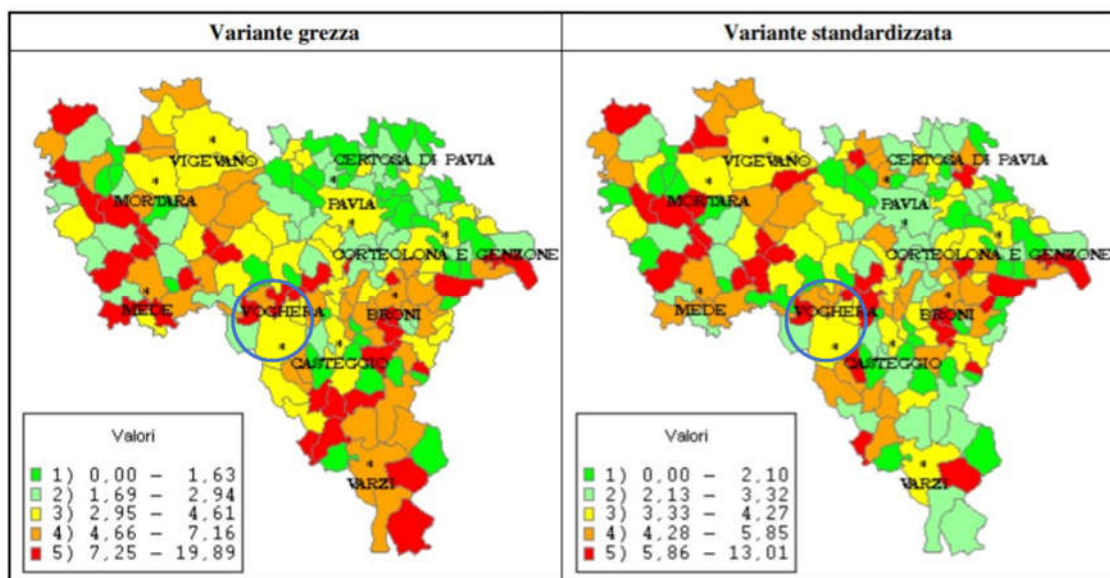 Variante grezza
Variante standardizzata
VIGEVANO
CERTOSA DI PAVIA
MORTARA
PAVIA
CORTEOLONA E GENZONE
MEDE
VOGHERA
BRONI
CASTEGGIO
VARZI
Valori
1) 0,00 – 1,63
2) 1,69 – 2,94
3) 2,95 – 4,61
4) 4,66 – 7,16
5) 7,25 – 19,89
VIGEVANO
CERTOSA DI PAVIA
MORTARA
PAVIA
CORTEOLONA E GENZONE
MEDE
VOGHERA
BRONI
CASTEGGIO
VARZI
Valori
1) 0,00 – 2,10
2) 2,13 – 3,32
3) 3,33 – 4,27
4) 4,28 – 5,85
5) 5,86 – 13,01